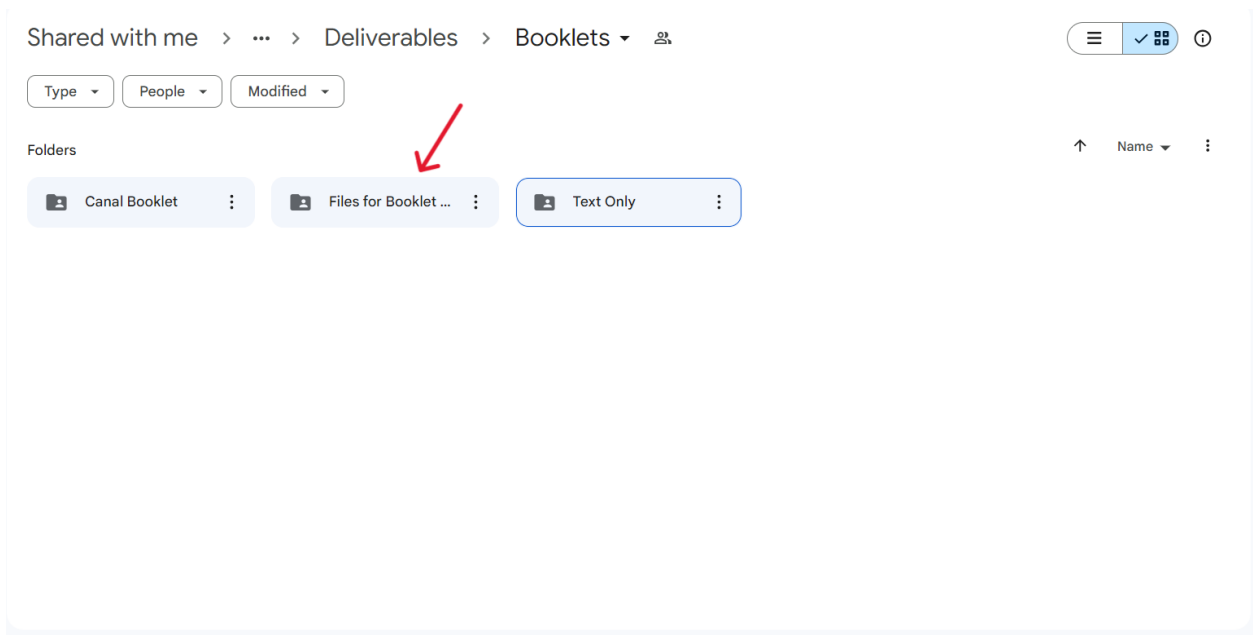 Shared with me > ... > Deliverables > Booklets
Type People Modified
Folders Name
Canal Booklet Files for Booklet ... Text Only